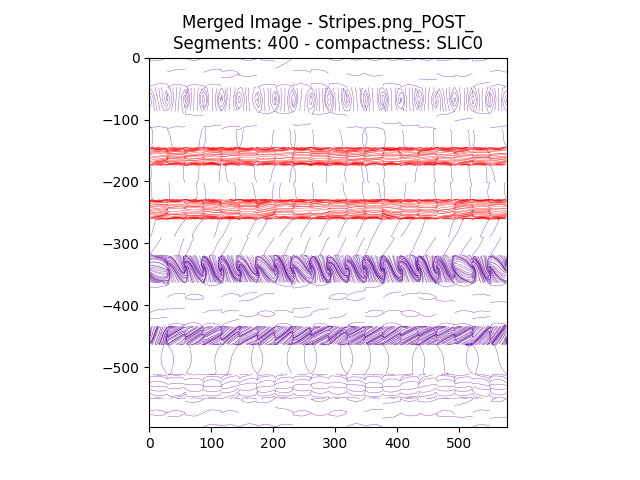 Merged Image - Stripes.png_POST_
Segments: 400 - compactness: SLIC0
0
−100
−200
−300
−400
−500
0 100 200 300 400 500